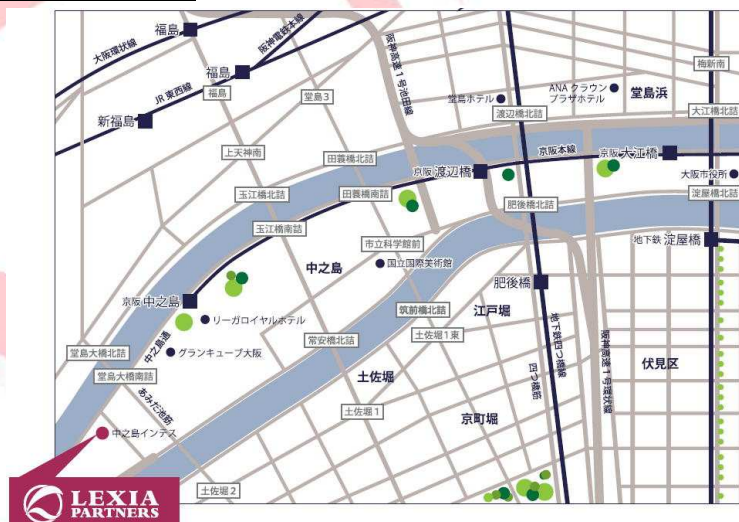 福島
大阪環状線
阪神電鉄本線
福島
JR 東西線
福島
新福島
阪神高速1号池田線
堂島3
堂島ホテル
ANA クラウン
プラザホテル
堂島浜
梅新南
渡辺橋北詰
大江橋北詰
上天神南
田蓑橋北詰
京阪 渡辺橋
京阪本線
京阪 大江橋
大阪市役所
玉江橋北詰
田蓑橋南詰
肥後橋北詰
淀屋橋北詰
玉江橋南詰
市立科学館前
地下鉄 淀屋橋
中之島
国立国際美術館
肥後橋
京阪 中之島
筑前橋北詰
江戸堀
リーガロイヤルホテル
土佐堀1東
常安橋北詰
地下鉄四つ橋線
阪神高速1号環状線
中之島通
堂島大橋北詰
グランキューブ大阪
伏見区
堂島大橋南詰
土佐堀
四つ橋筋
あみだ池筋
土佐堀1
京町堀
中之島インテス
土佐堀2
LEXIA
PARTNERS